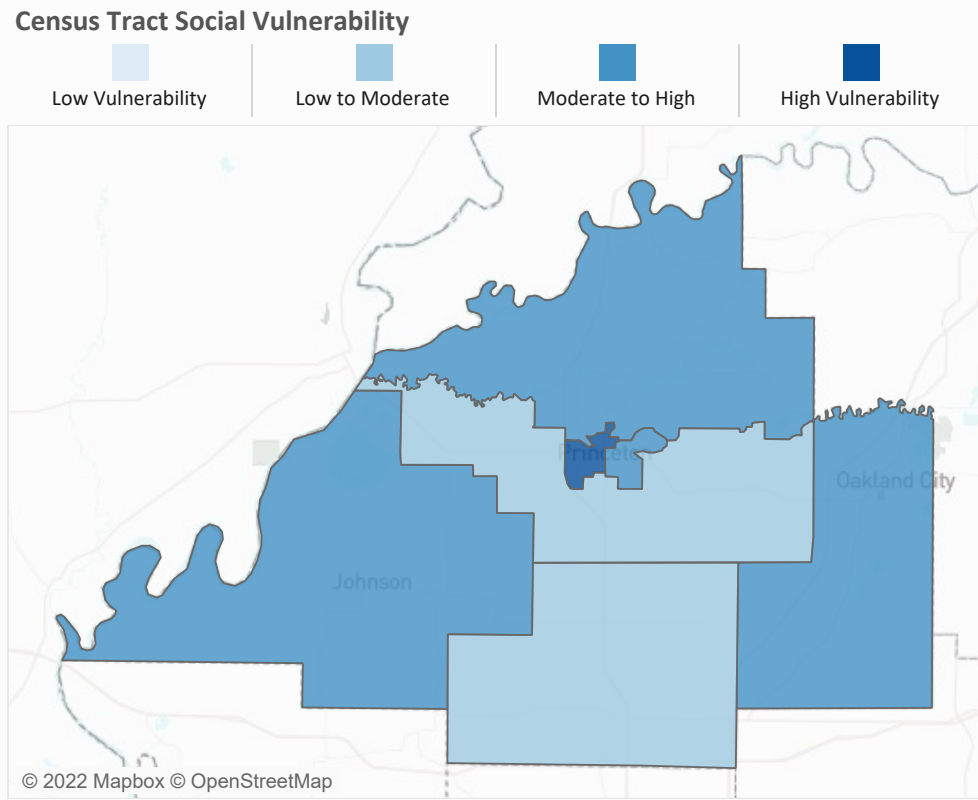 Census Tract Social Vulnerability
Low Vulnerability
Low to Moderate
Moderate to High
High Vulnerability
Princeton
Oakland City
Johnson
© 2022 Mapbox © OpenStreetMap